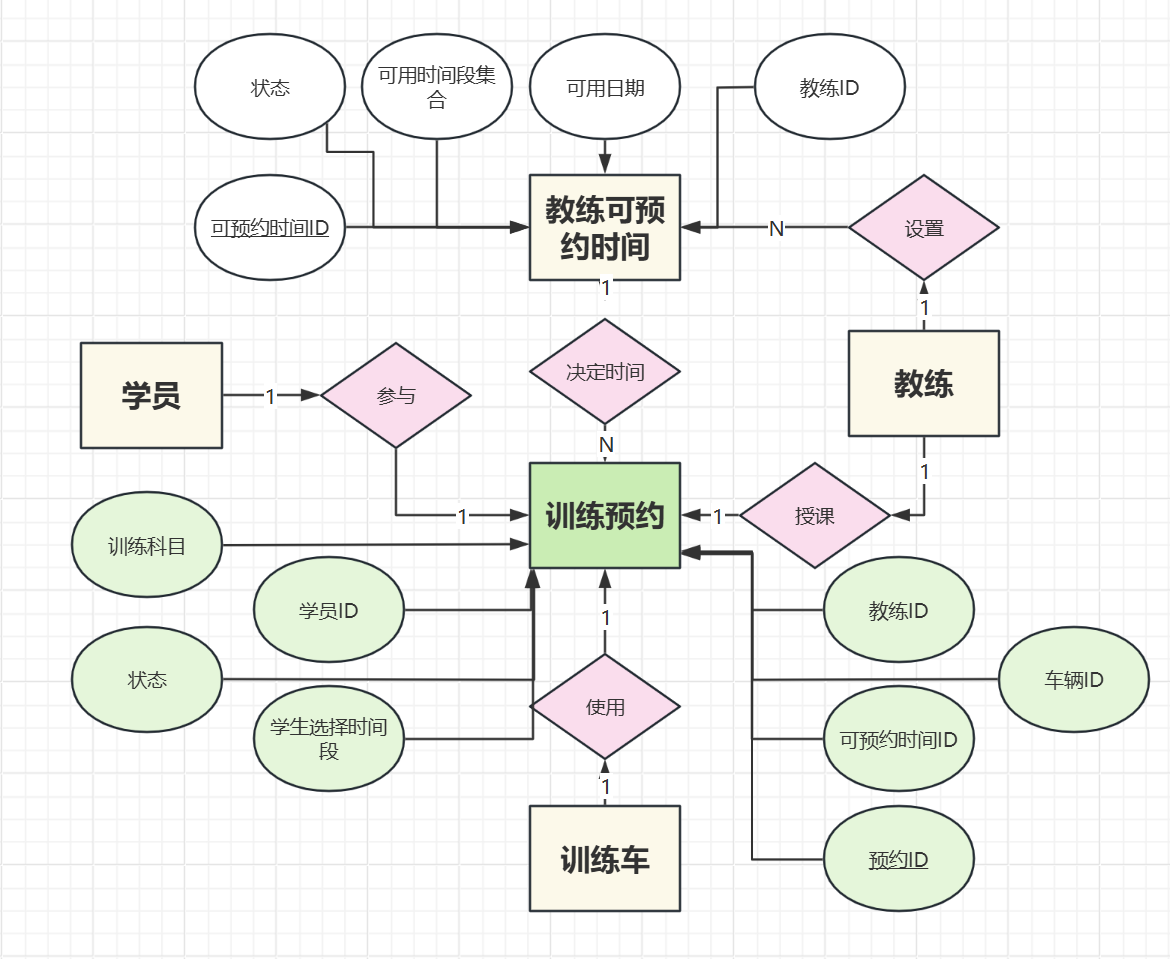 状态
可用时间段集
合
可用日期
教练ID
可预约时间ID
教练可预
约时间
N
设置
1
1
决定时间
教练
学员
1
参与
N
1
训练预约
1
1
授课
训练科目
学员ID
1
教练ID
状态
车辆ID
学生选择时间
段
使用
可预约时间ID
1
训练车
预约ID